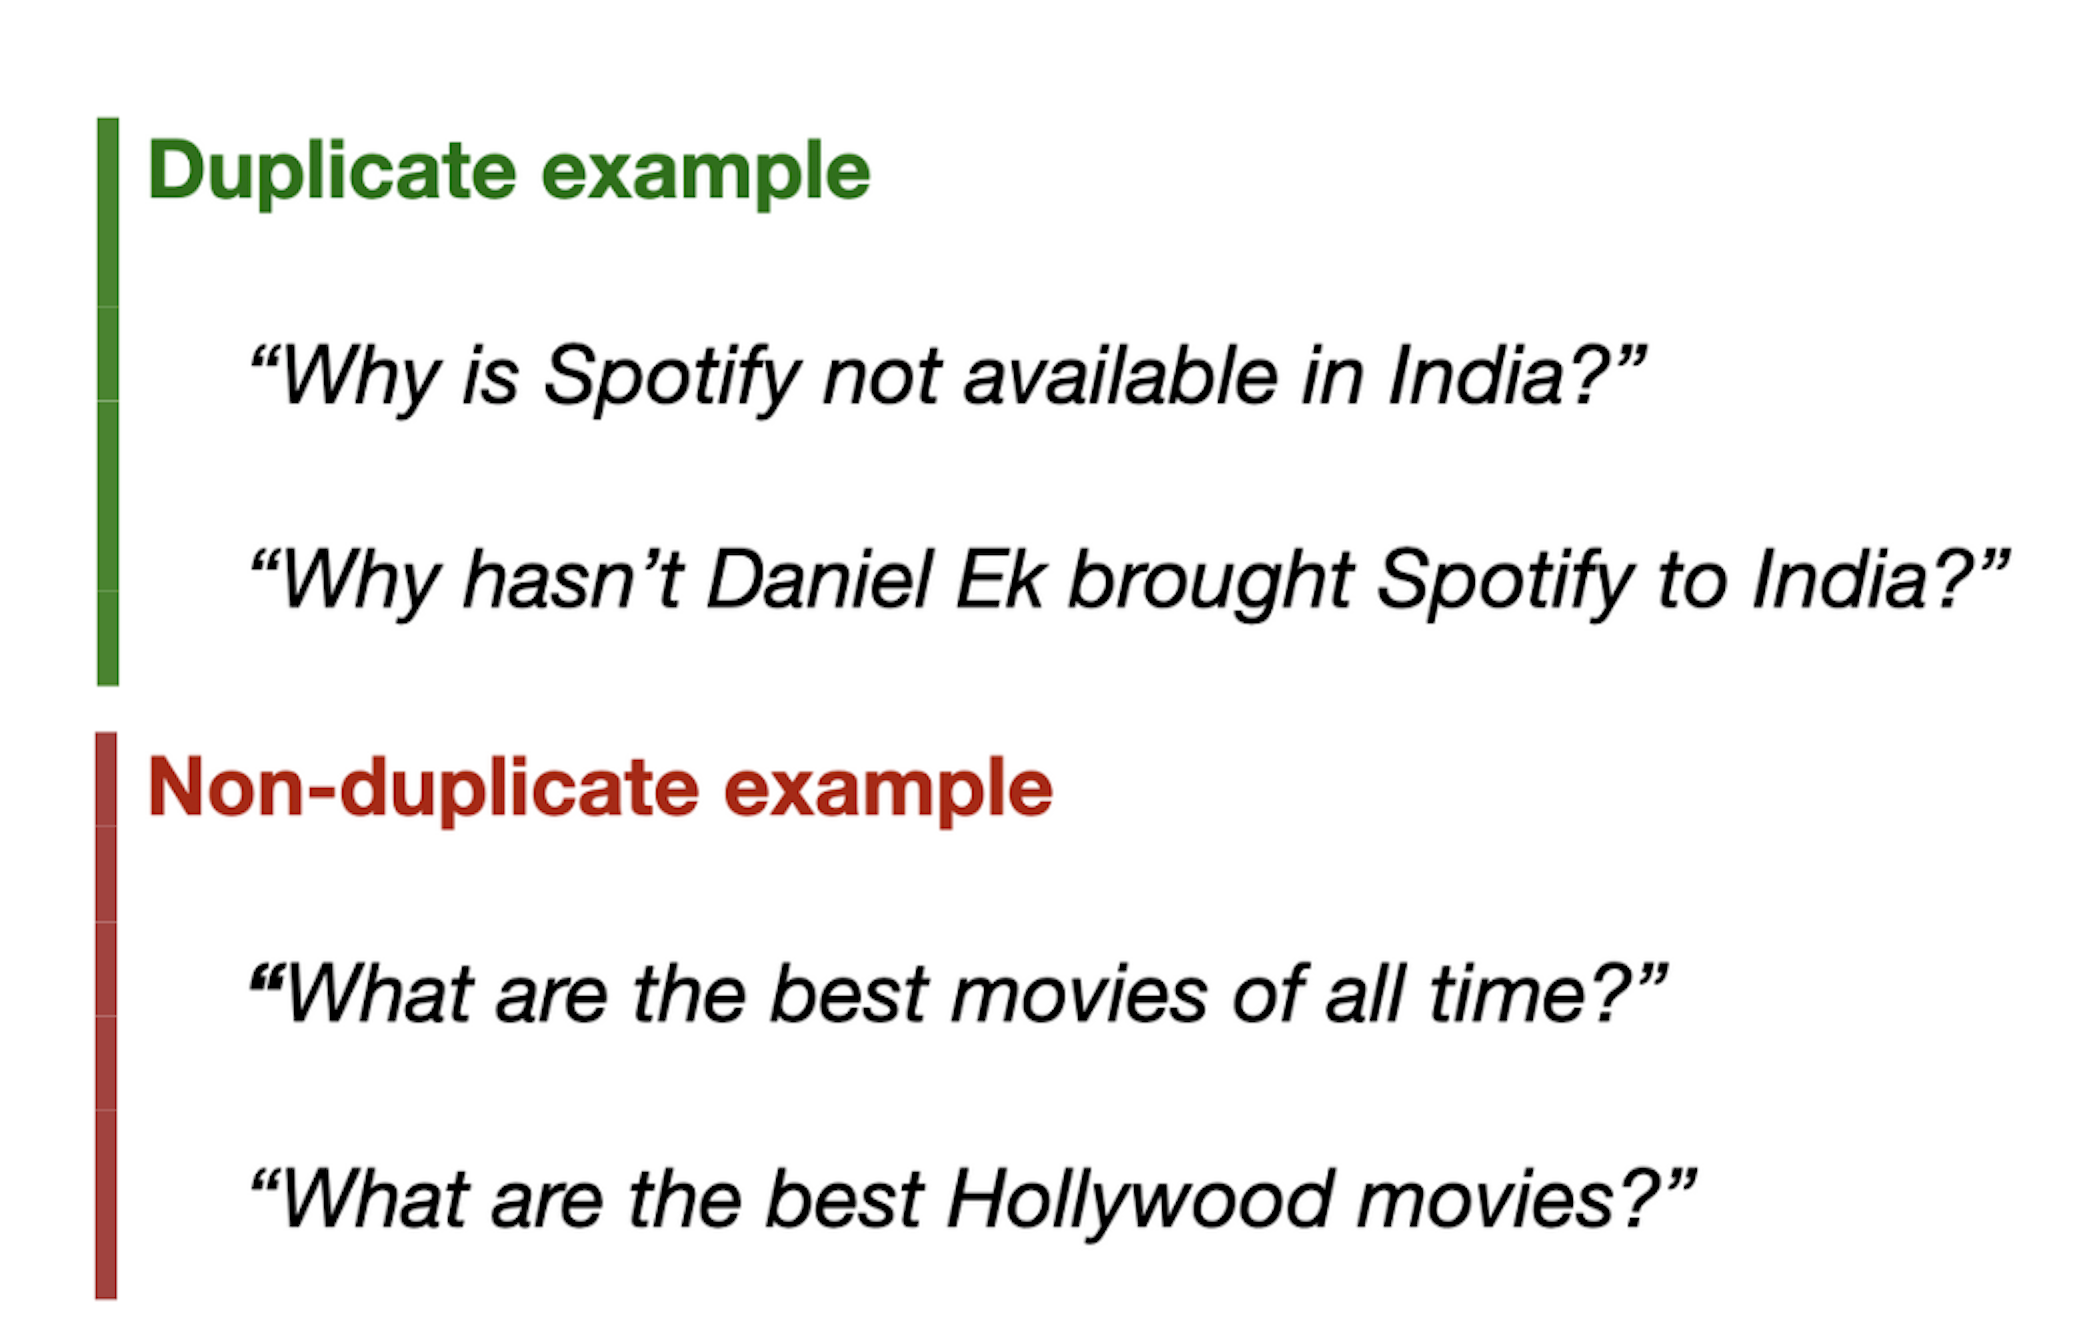 Duplicate example
“Why is Spotify not available in India?”
“Why hasn’t Daniel Ek brought Spotify to India?”
Non-duplicate example
“What are the best movies of all time?”
“What are the best Hollywood movies?”